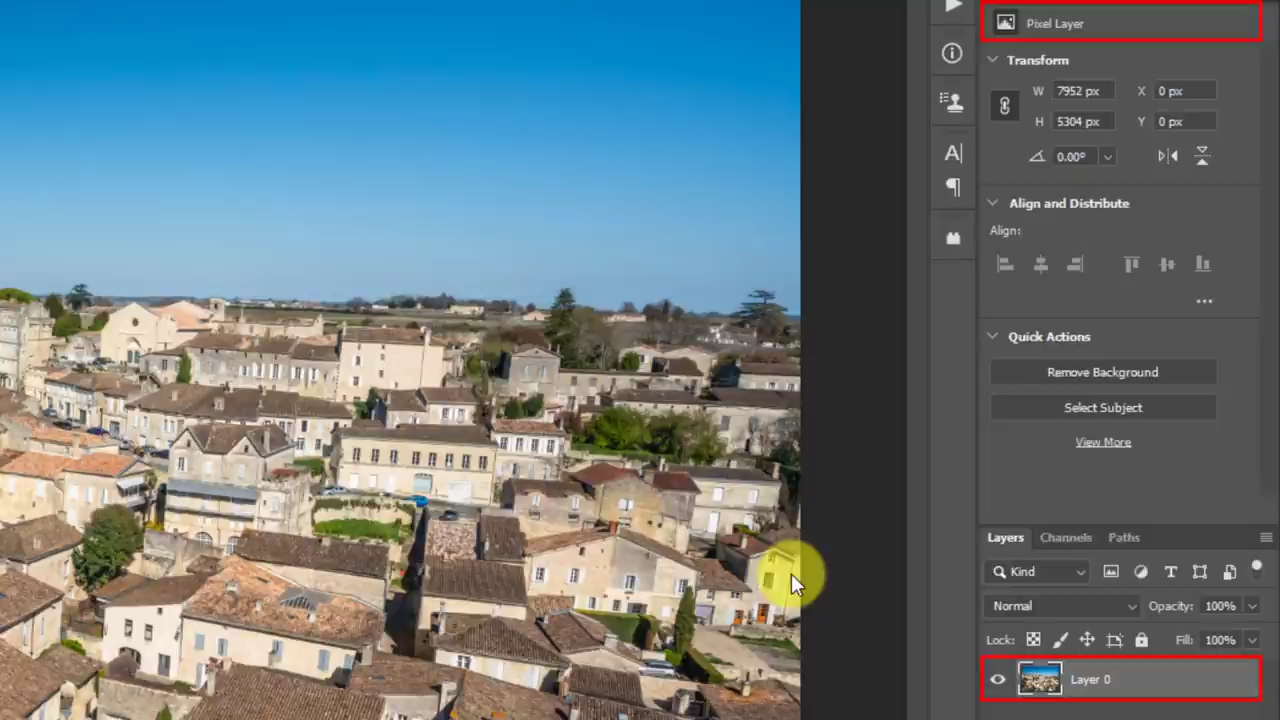 Pixel Layer
Transform
W 7952 px X 0 px
H 5304 px Y 0 px
0.00°
Align and Distribute
Align:
Quick Actions
Remove Background
Select Subject
View More
Layers Channels Paths
Kind
Normal Opacity: 100%
Lock: Fill: 100%
Layer 0